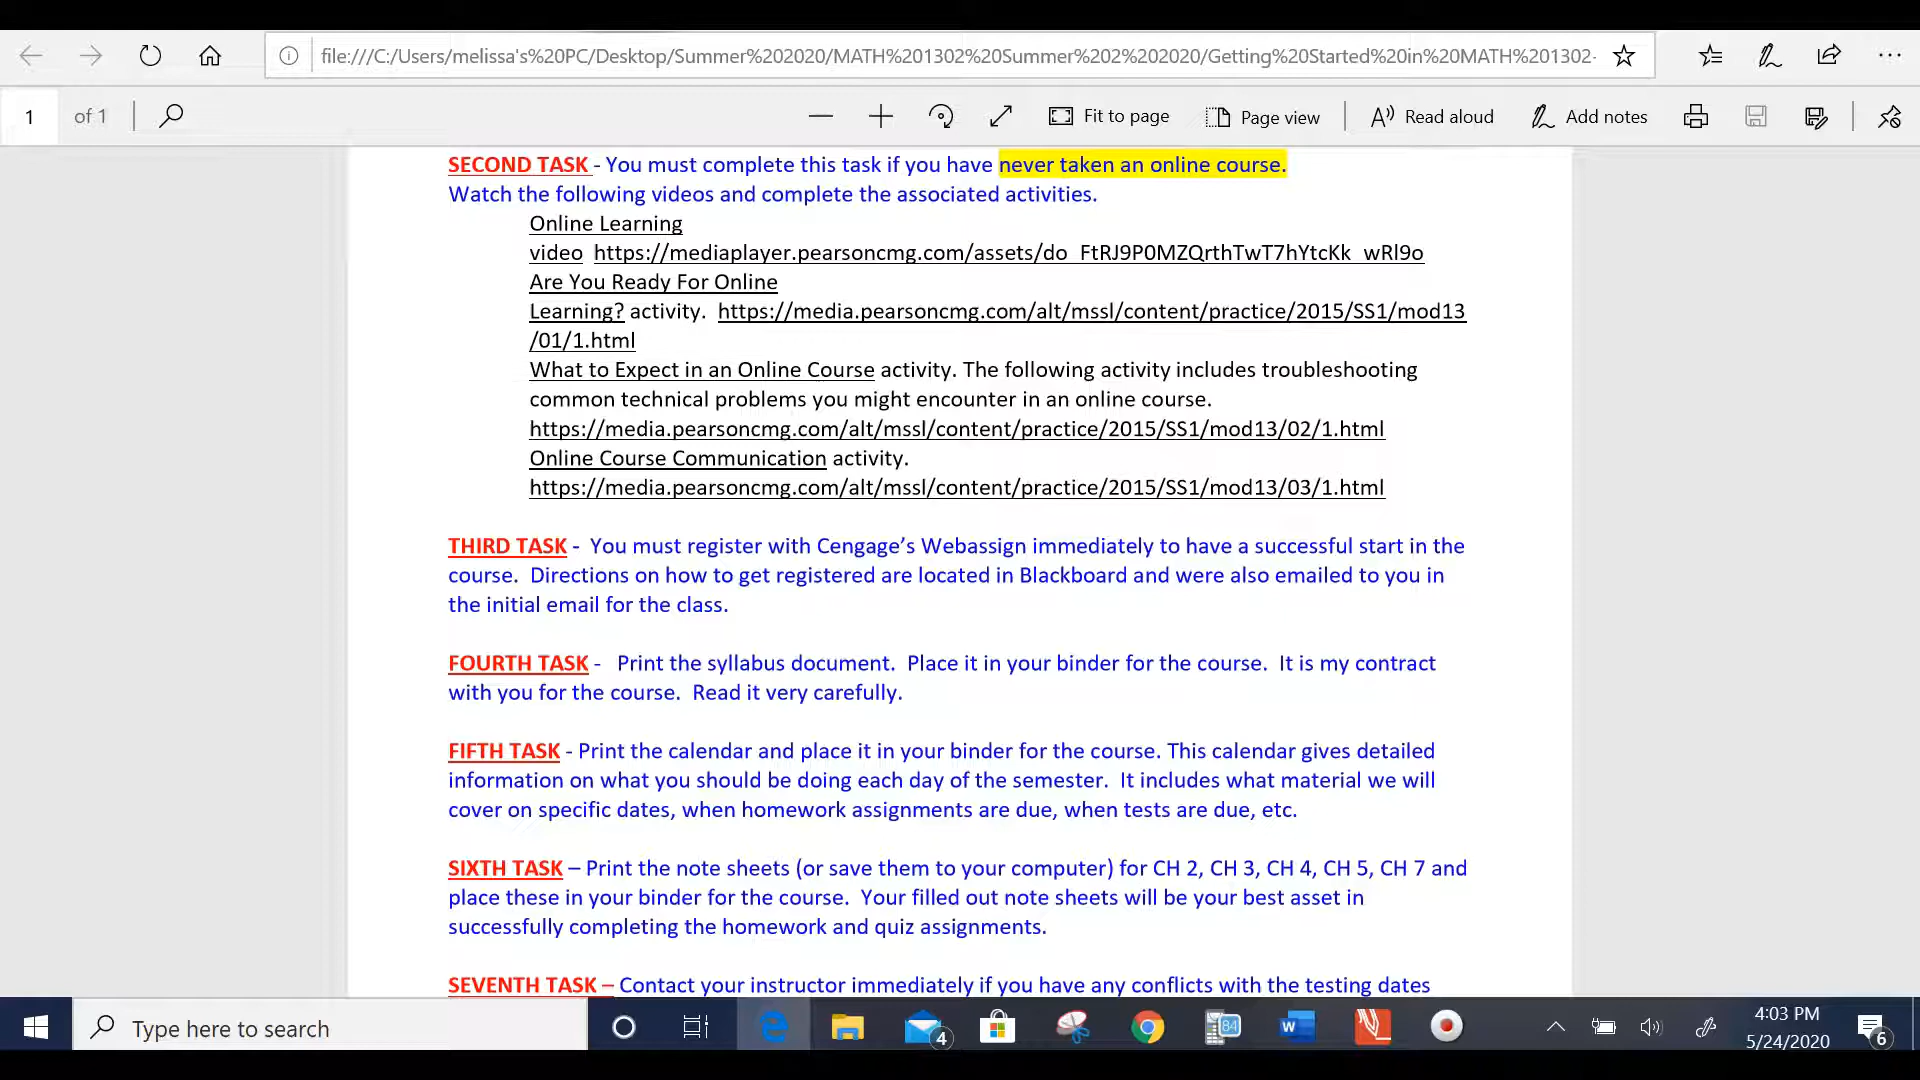 file:///C:/Users/melissa's%20PC/Desktop/Summer%202020/MATH%201302%20Summer%202%202020/Getting%20Started%20in%20MATH%201302-
1 of 1 Fit to page Page view Read aloud Add notes
SECOND TASK - You must complete this task if you have never taken an online course.
Watch the following videos and complete the associated activities.
Online Learning
video https://mediaplayer.pearsoncmg.com/assets/do_FtRJ9P0MZQrthTwT7hYtcKk_wRl9o
Are You Ready For Online
Learning? activity. https://media.pearsoncmg.com/alt/mssl/content/practice/2015/SS1/mod13
/01/1.html
What to Expect in an Online Course activity. The following activity includes troubleshooting
common technical problems you might encounter in an online course.
https://media.pearsoncmg.com/alt/mssl/content/practice/2015/SS1/mod13/02/1.html
Online Course Communication activity.
https://media.pearsoncmg.com/alt/mssl/content/practice/2015/SS1/mod13/03/1.html
THIRD TASK - You must register with Cengage’s Webassign immediately to have a successful start in the
course. Directions on how to get registered are located in Blackboard and were also emailed to you in
the initial email for the class.
FOURTH TASK - Print the syllabus document. Place it in your binder for the course. It is my contract
with you for the course. Read it very carefully.
FIFTH TASK - Print the calendar and place it in your binder for the course. This calendar gives detailed
information on what you should be doing each day of the semester. It includes what material we will
cover on specific dates, when homework assignments are due, when tests are due, etc.
SIXTH TASK – Print the note sheets (or save them to your computer) for CH 2, CH 3, CH 4, CH 5, CH 7 and
place these in your binder for the course. Your filled out note sheets will be your best asset in
successfully completing the homework and quiz assignments.
SEVENTH TASK – Contact your instructor immediately if you have any conflicts with the testing dates
Type here to search 4 84 W 4:03 PM
5/24/2020 6